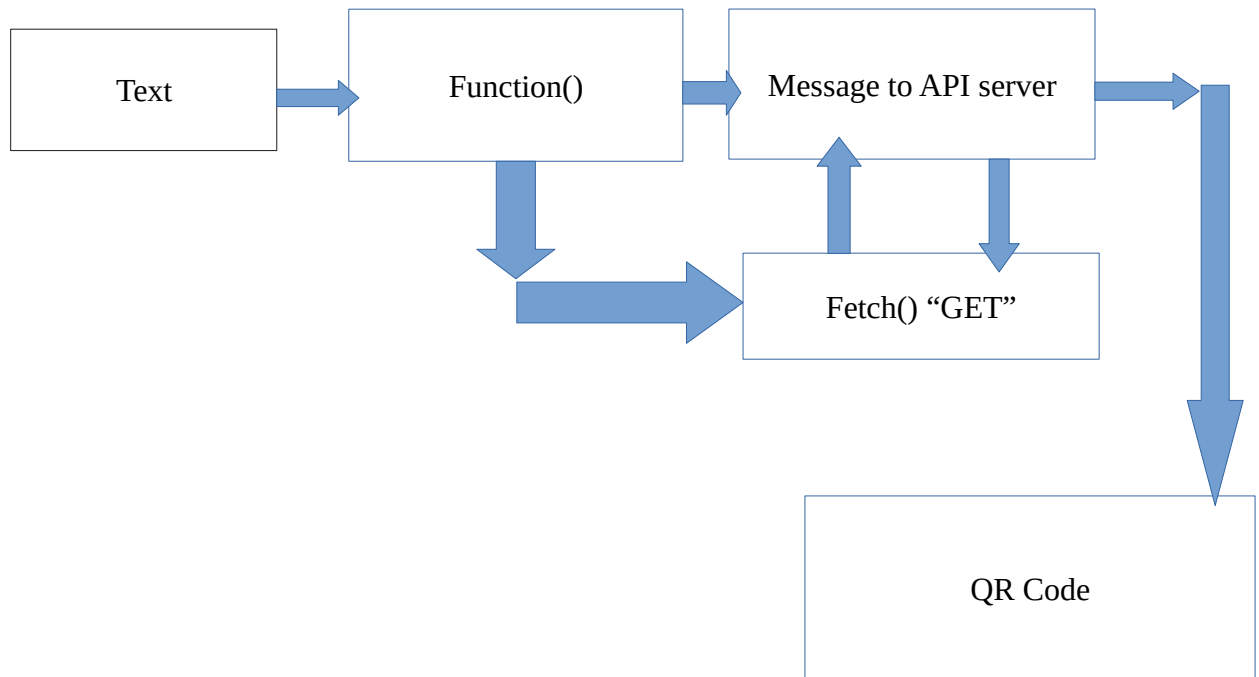 Text
Function()
Message to API server
Fetch() “GET”
QR Code